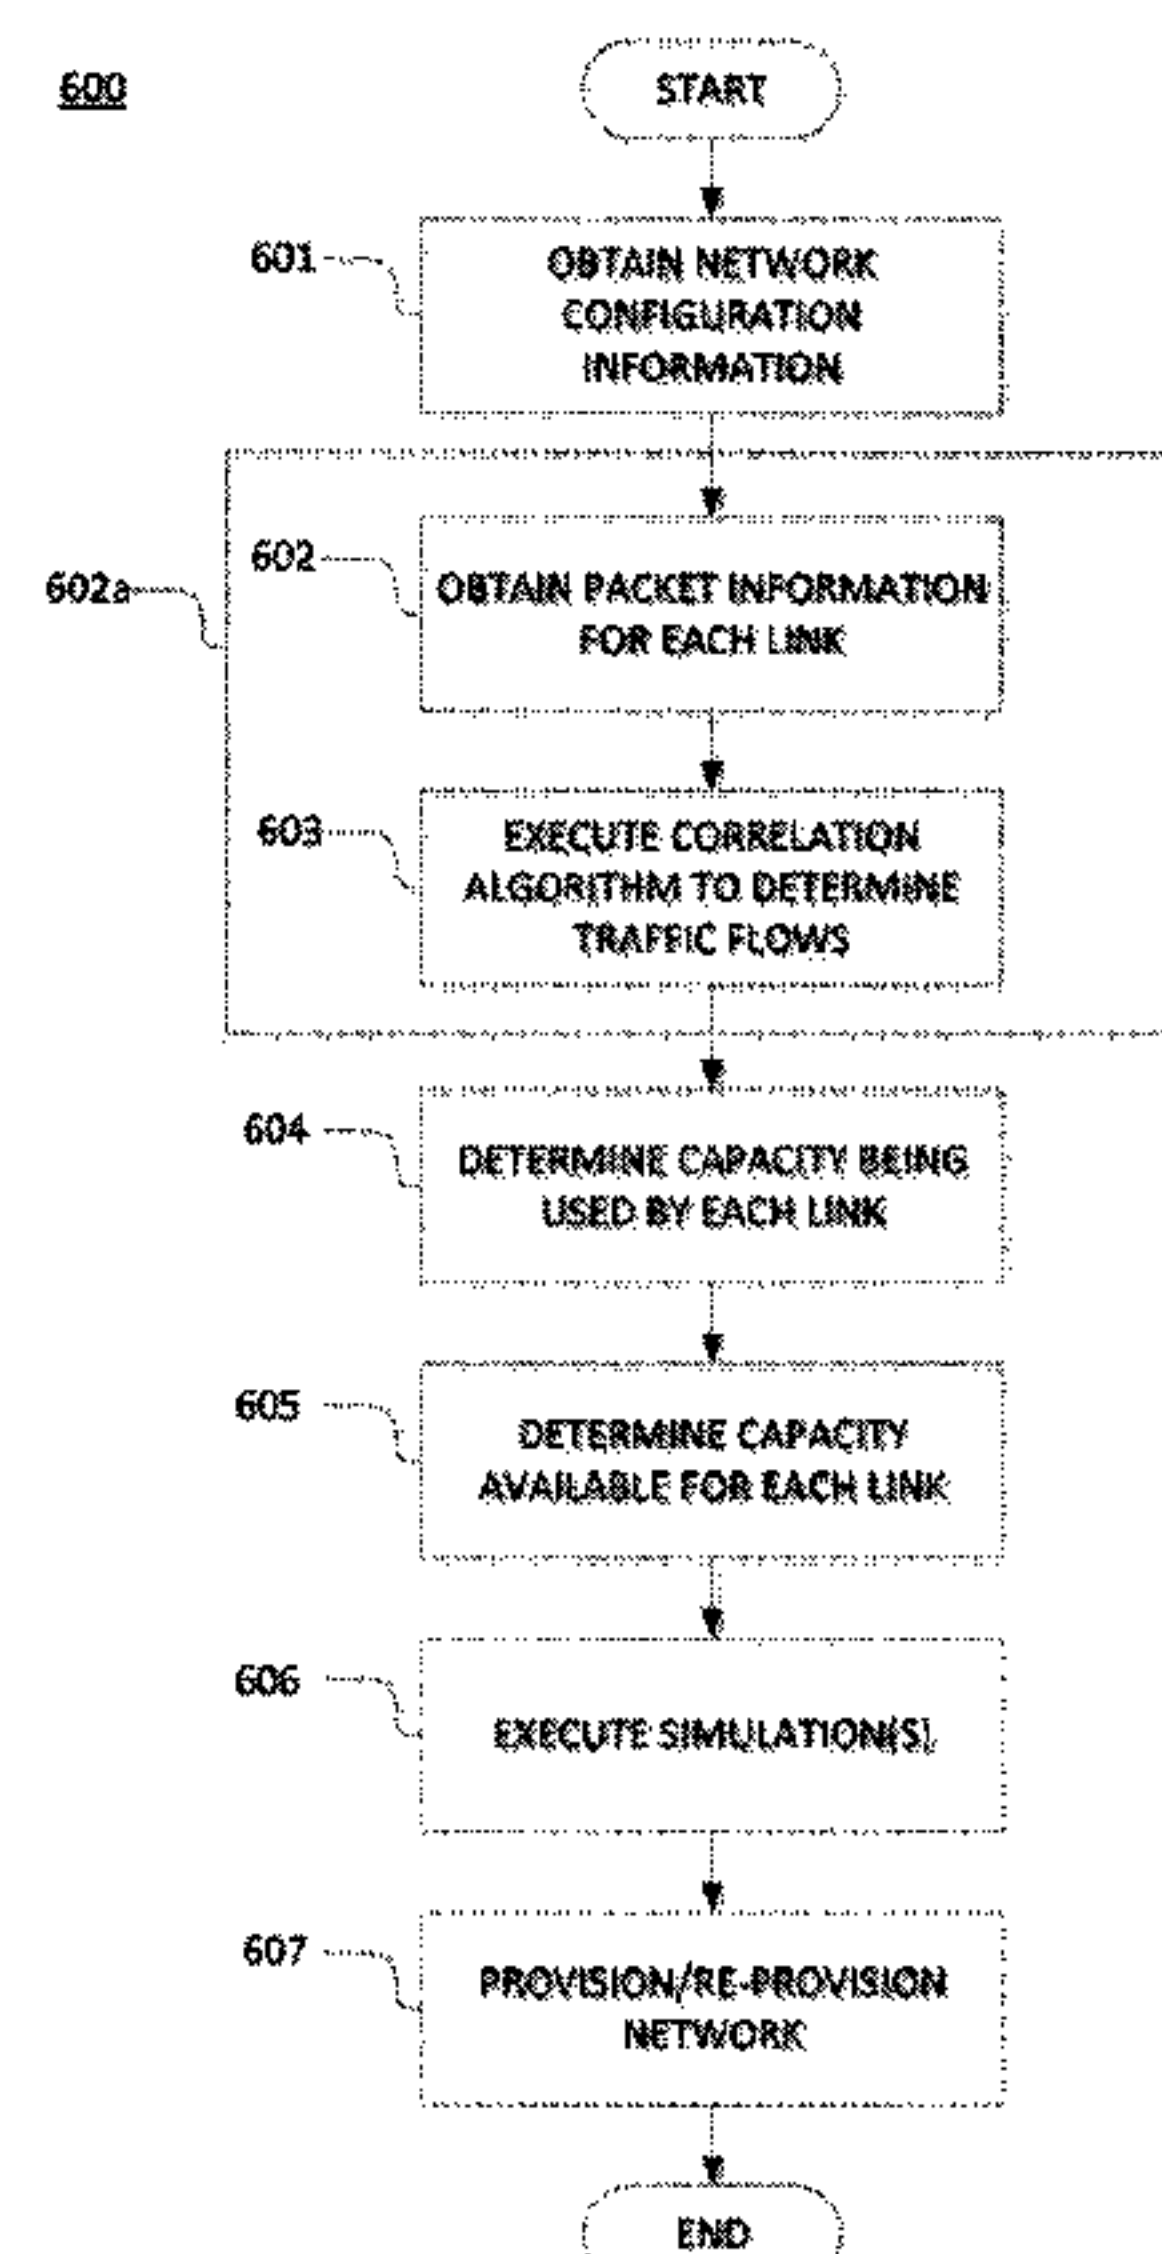 600
START
601
OBTAIN NETWORK
CONFIGURATION
INFORMATION
602
602a
OBTAIN PACKET INFORMATION
FOR EACH LINK
603
EXECUTE CORRELATION
ALGORITHM TO DETERMINE
TRAFFIC FLOWS
604
DETERMINE CAPACITY BEING
USED BY EACH LINK
605
DETERMINE CAPACITY
AVAILABLE FOR EACH LINK
606
EXECUTE SIMULATION(S)
607
PROVISION/RE-PROVISION
NETWORK
END